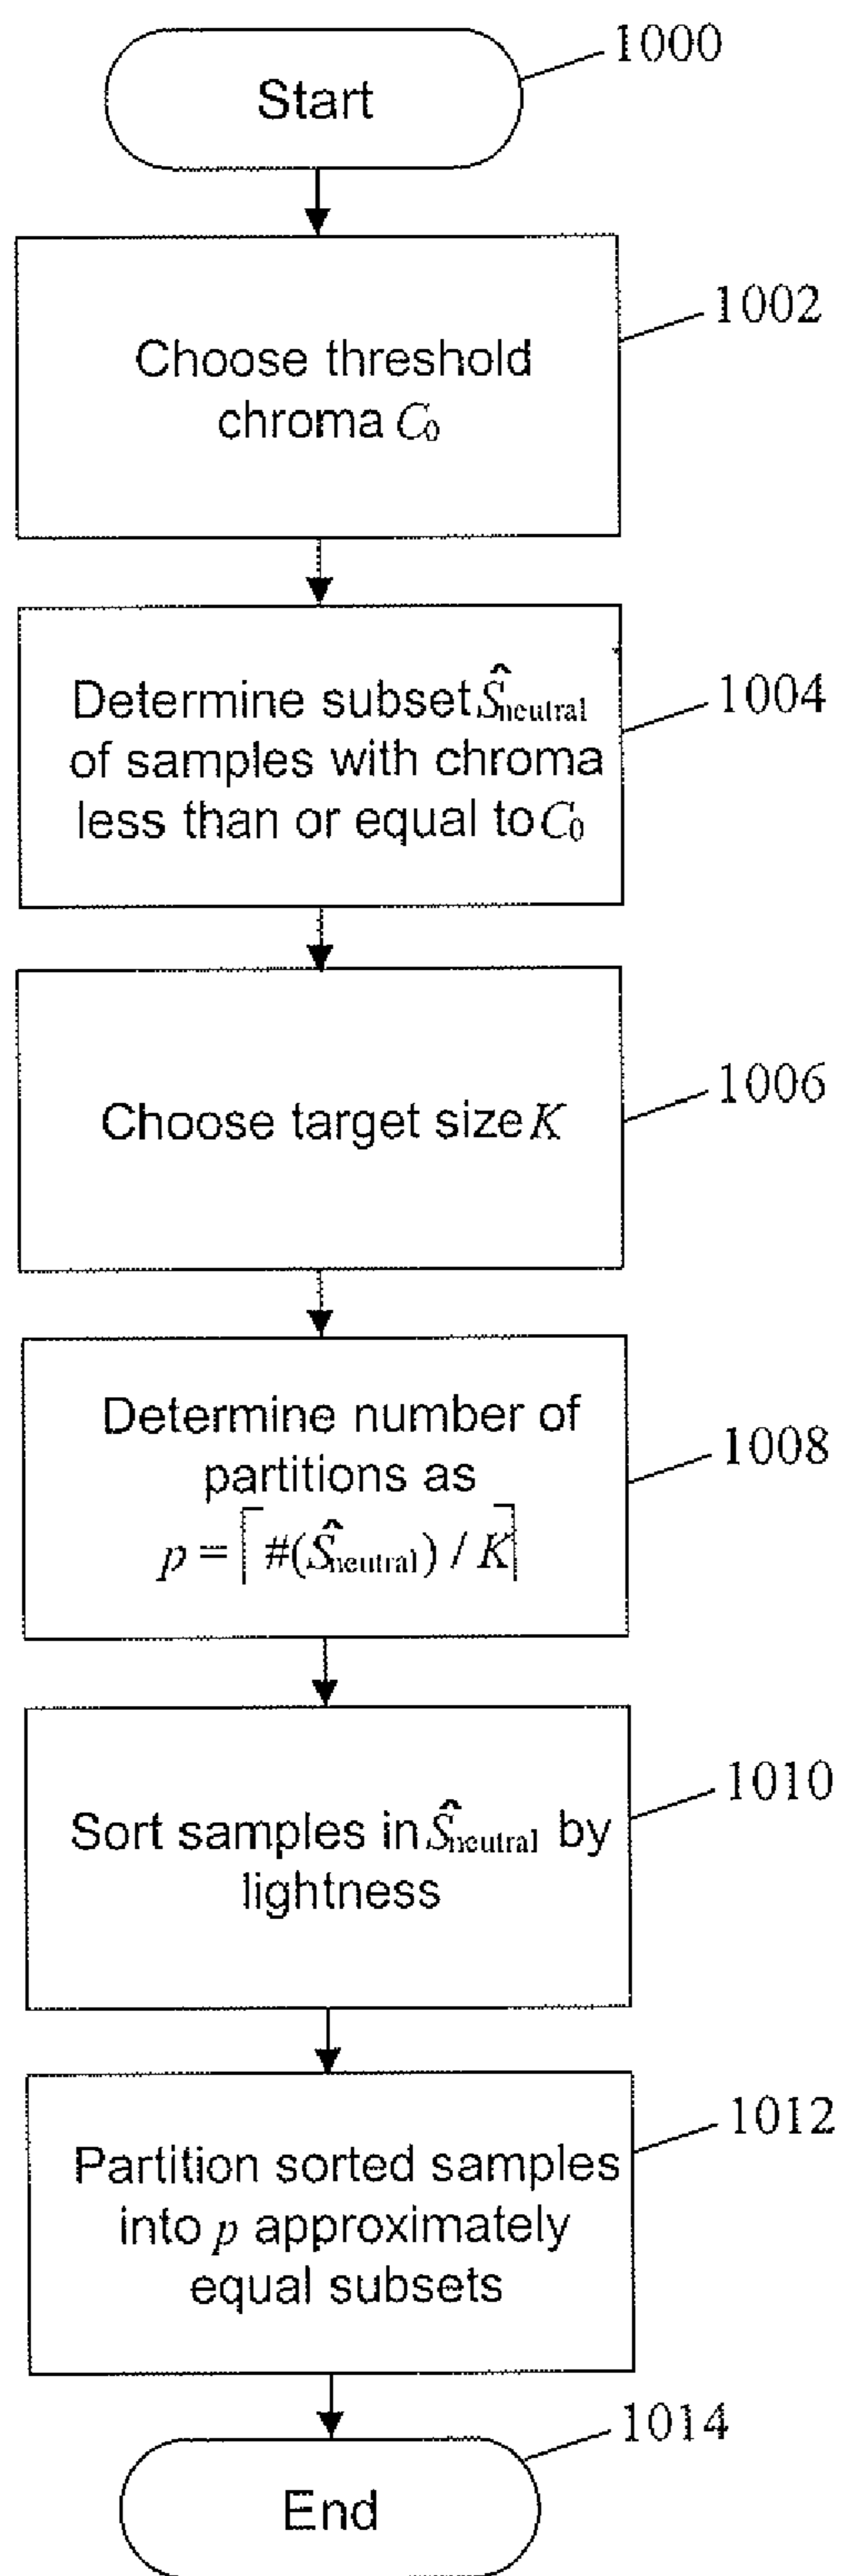 Start
1000
Choose threshold
chroma C₀
1002
Determine subset Ŝneutral
of samples with chroma
less than or equal to C₀
1004
Choose target size K
1006
Determine number of
partitions as
p = ⌈ #(Ŝneutral) / K⌉
1008
Sort samples in Ŝneutral by
lightness
1010
Partition sorted samples
into p approximately
equal subsets
1012
End
1014